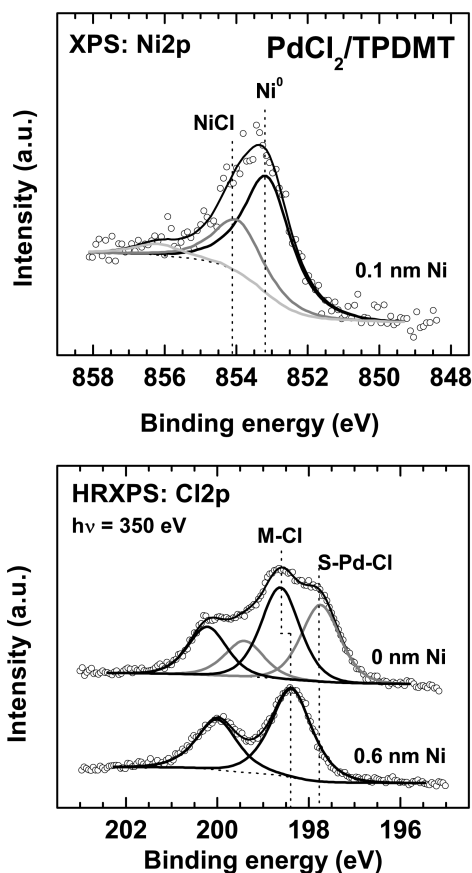 XPS: Ni2p PdCl₂/TPDMT
Ni⁰
NiCl
0.1 nm Ni
Intensity (a.u.)
858 856 854 852 850 848
Binding energy (eV)
HRXPS: Cl2p
hν = 350 eV
M-Cl
S-Pd-Cl
0 nm Ni
0.6 nm Ni
Intensity (a.u.)
202 200 198 196
Binding energy (eV)